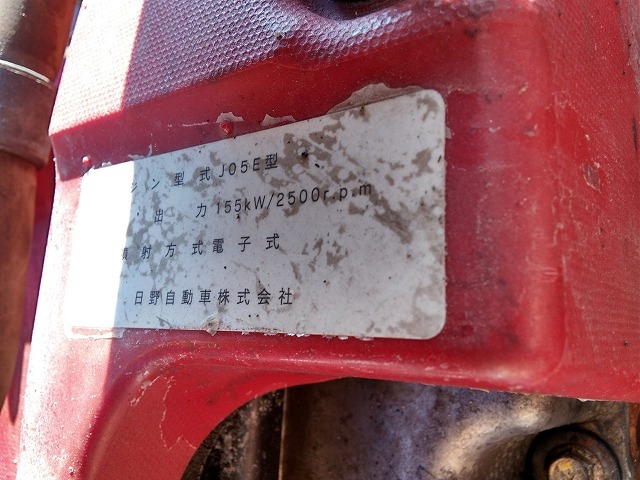 ジン型式J05E型
出力155kW/2500r.p.m
射方式電子式
日野自動車株式会社